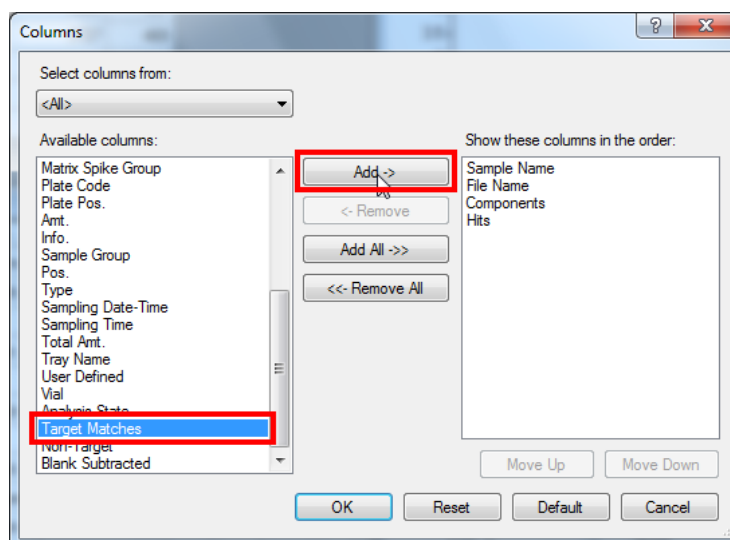 Columns
Select columns from:
<All>
Available columns:
Matrix Spike Group
Plate Code
Plate Pos.
Amt.
Info.
Sample Group
Pos.
Type
Sampling Date-Time
Sampling Time
Total Amt.
Tray Name
User Defined
Vial
Analysis State
Target Matches
Non-Target
Blank Subtracted
Add ->
<- Remove
Add All ->>
<<- Remove All
Show these columns in the order:
Sample Name
File Name
Components
Hits
Move Up
Move Down
OK
Reset
Default
Cancel